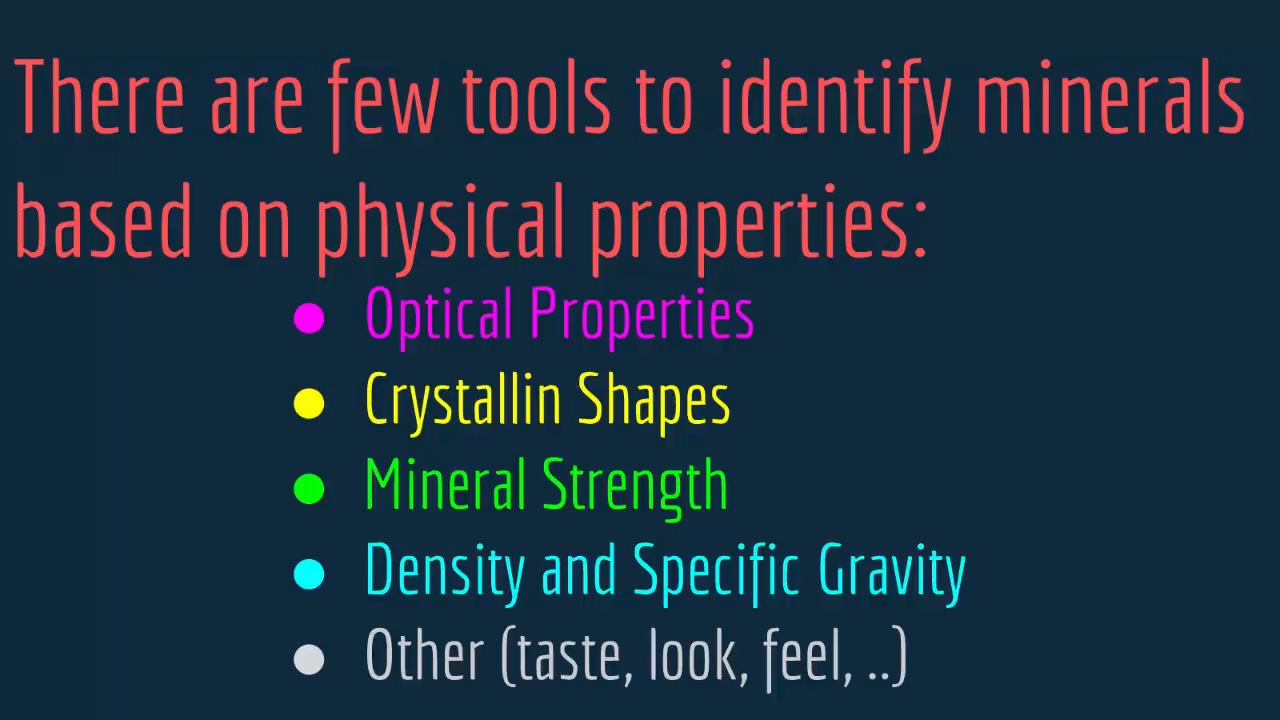 There are few tools to identify minerals
based on physical properties:
● Optical Properties
● Crystallin Shapes
● Mineral Strength
● Density and Specific Gravity
● Other (taste, look, feel, ..)